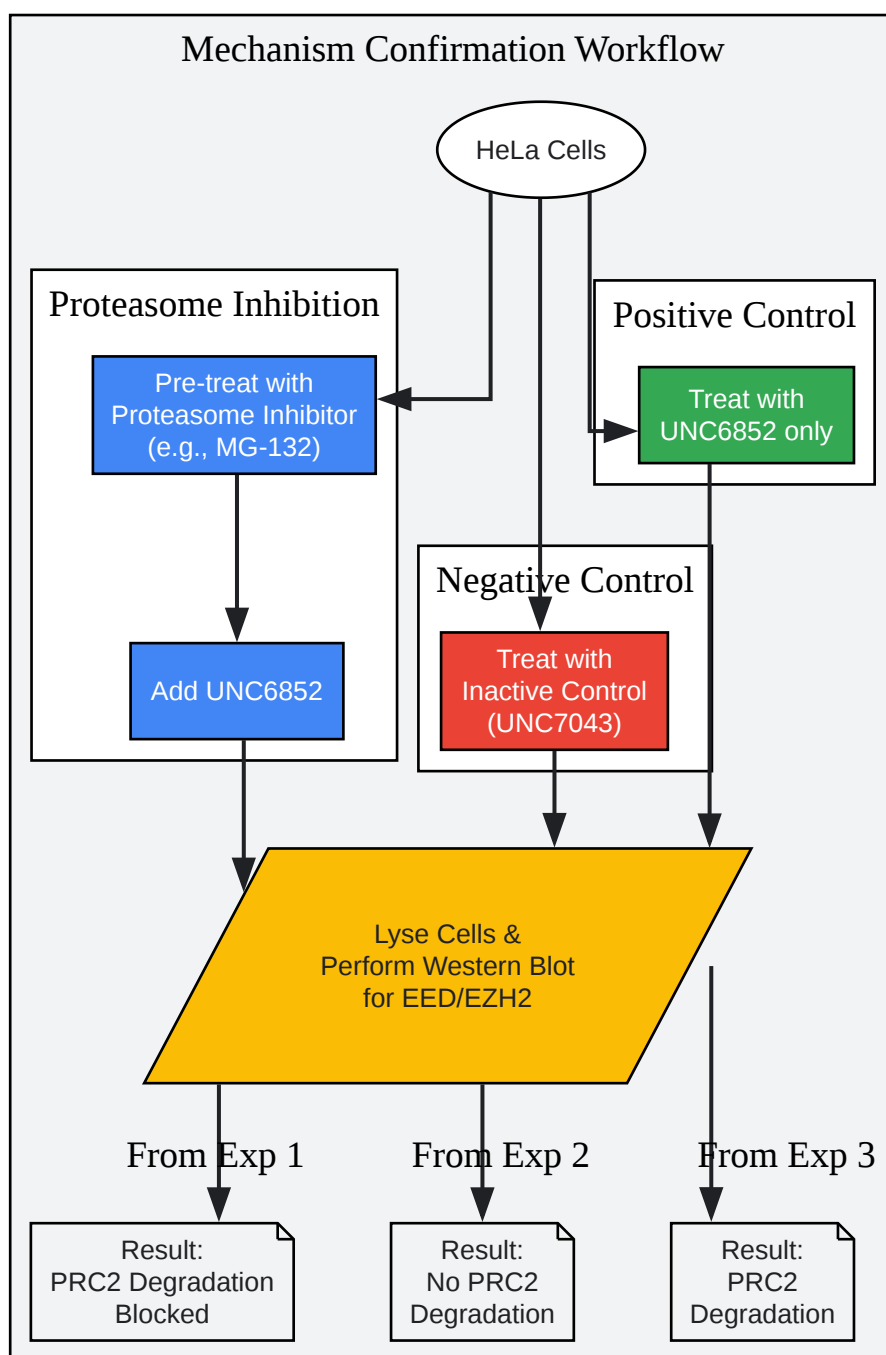 Mechanism Confirmation Workflow
HeLa Cells
Proteasome Inhibition
Pre-treat with
Proteasome Inhibitor
(e.g., MG-132)
Add UNC6852
Positive Control
Treat with
UNC6852 only
Negative Control
Treat with
Inactive Control
(UNC7043)
Lyse Cells &
Perform Western Blot
for EED/EZH2
From Exp 1
From Exp 2
From Exp 3
Result:
PRC2 Degradation
Blocked
Result:
No PRC2
Degradation
Result:
PRC2
Degradation